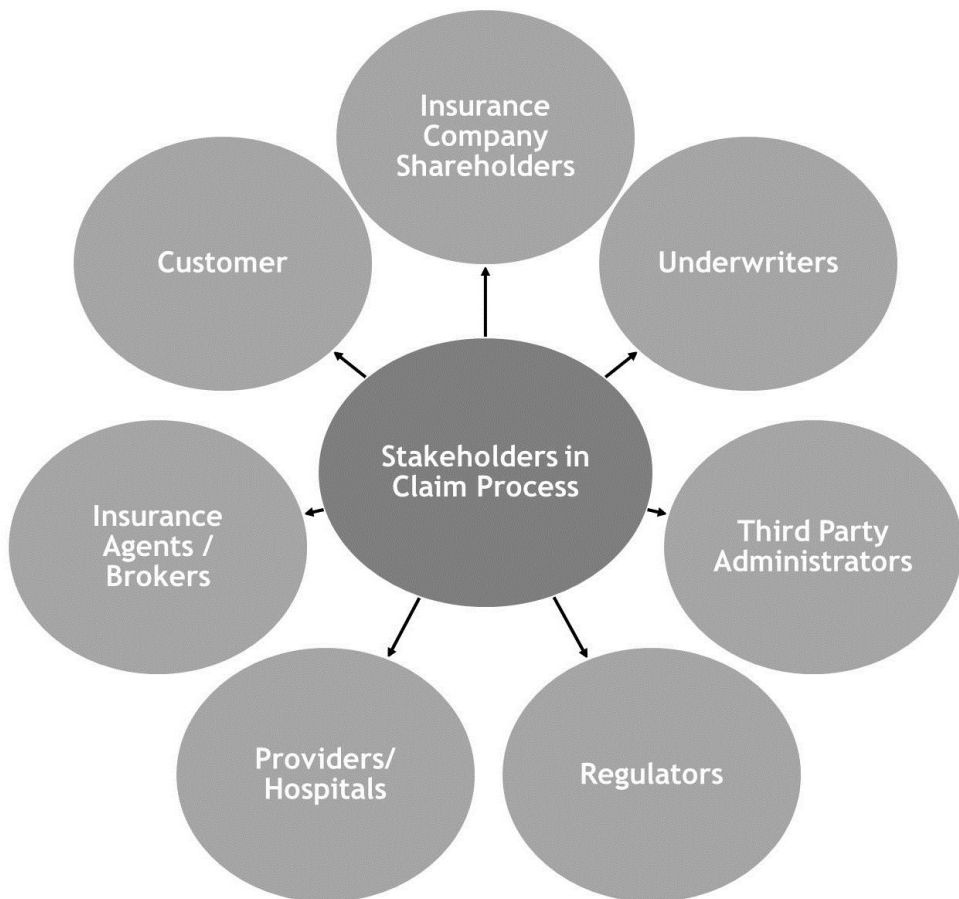 Insurance
Company
Shareholders
Customer
Underwriters
Stakeholders in
Claim Process
Insurance
Agents /
Brokers
Third Party
Administrators
Providers/
Hospitals
Regulators